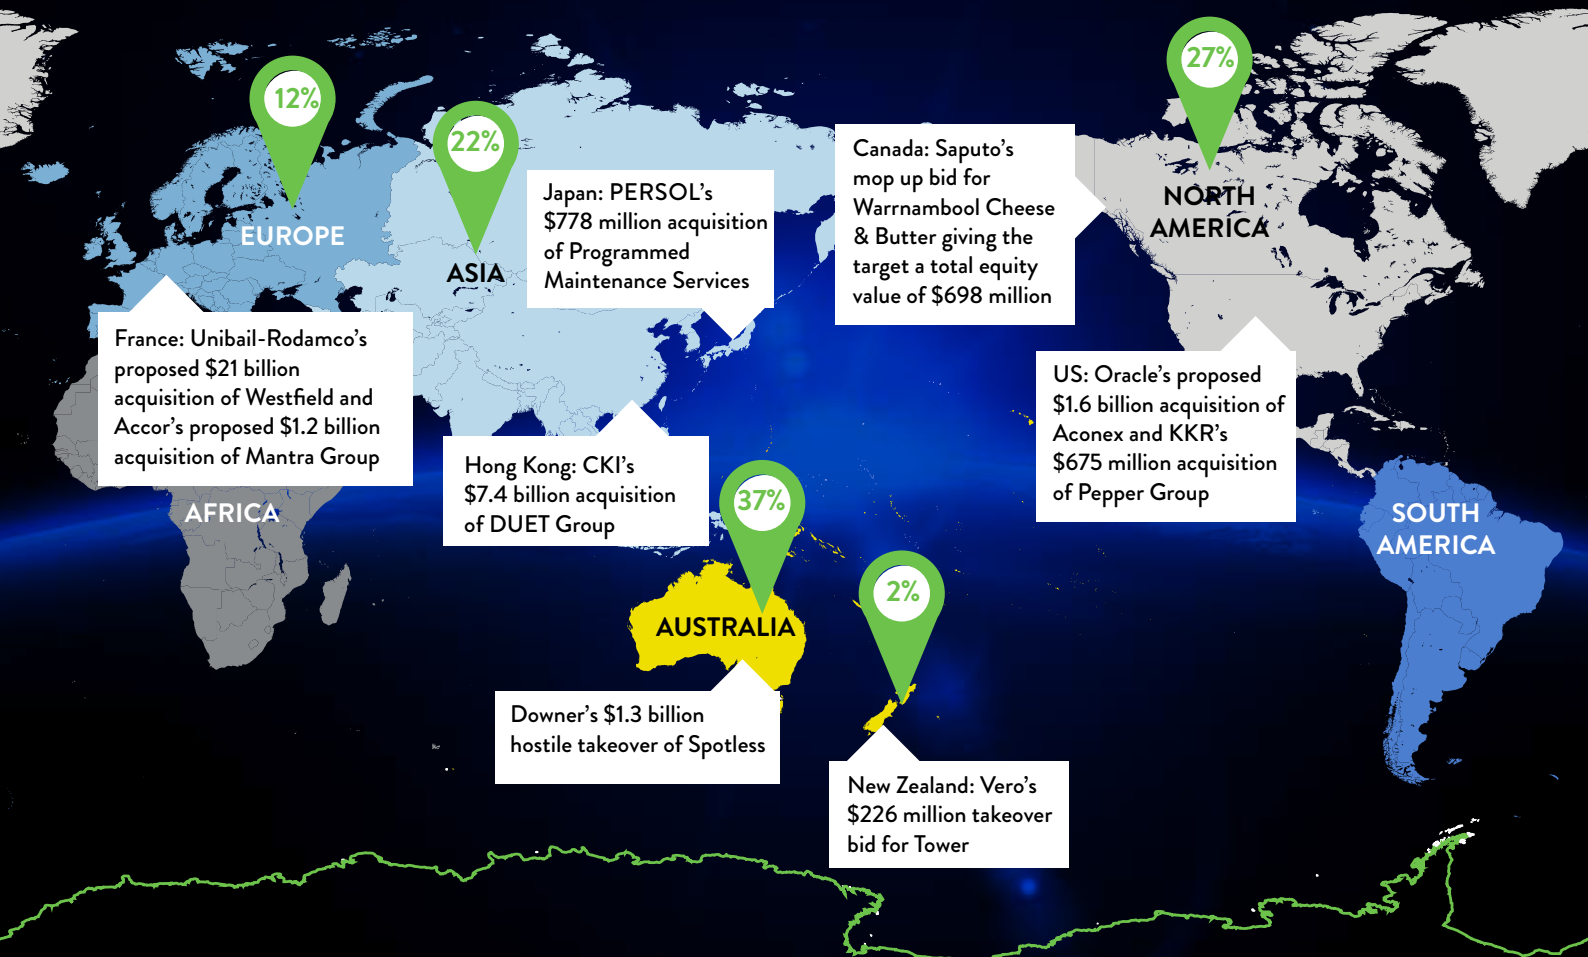 12%
EUROPE
France: Unibail-Rodamco’s
proposed $21 billion
acquisition of Westfield and
Accor’s proposed $1.2 billion
acquisition of Mantra Group
AFRICA
22%
ASIA
Japan: PERSOL’s
$778 million acquisition
of Programmed
Maintenance Services
Hong Kong: CKI’s
$7.4 billion acquisition
of DUET Group
Canada: Saputo’s
mop up bid for
Warrnambool Cheese
& Butter giving the
target a total equity
value of $698 million
27%
NORTH
AMERICA
US: Oracle’s proposed
$1.6 billion acquisition of
Aconex and KKR’s
$675 million acquisition
of Pepper Group
SOUTH
AMERICA
37%
AUSTRALIA
Downer’s $1.3 billion
hostile takeover of Spotless
2%
New Zealand: Vero’s
$226 million takeover
bid for Tower